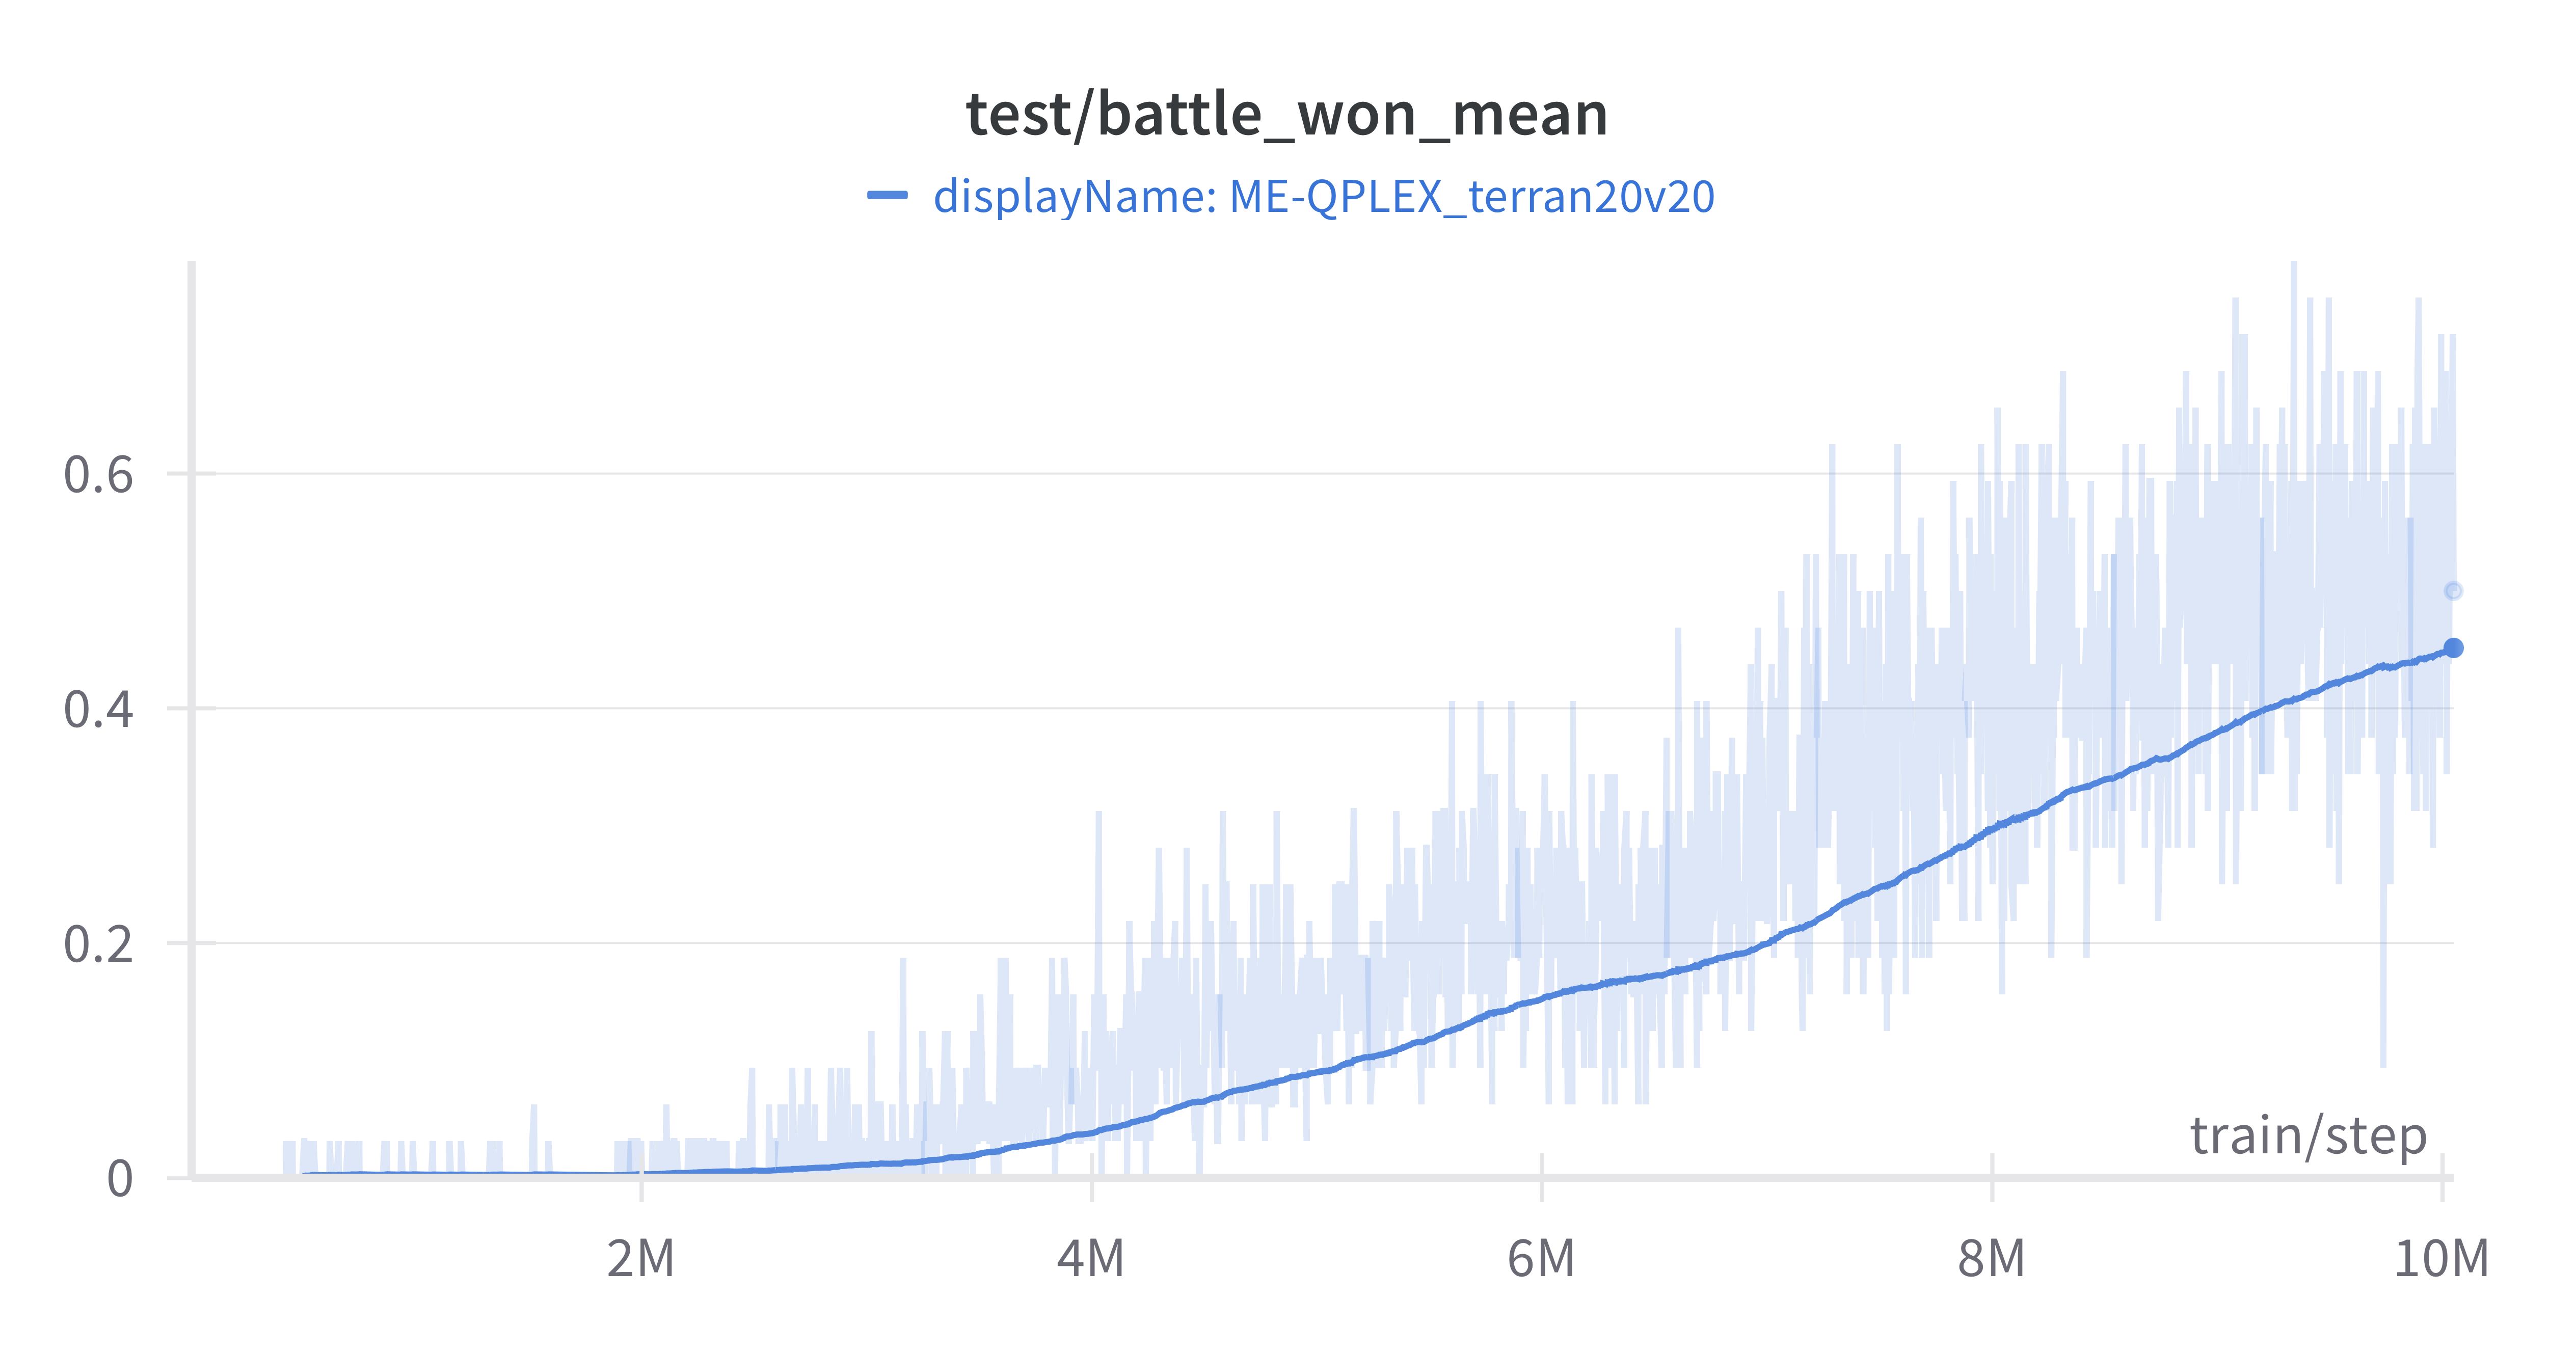 test/battle_won_mean
displayName: ME-QPLEX_terran20v20
0.6
0.4
0.2
0
train/step
2M
4M
6M
8M
10M